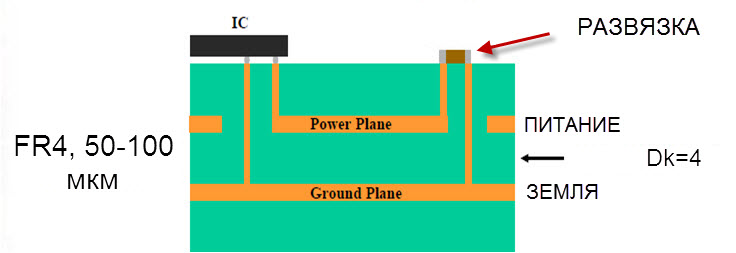 IC
РАЗВЯЗКА
Power Plane
ПИТАНИЕ
FR4, 50-100
мкм
Dk=4
Ground Plane
ЗЕМЛЯ